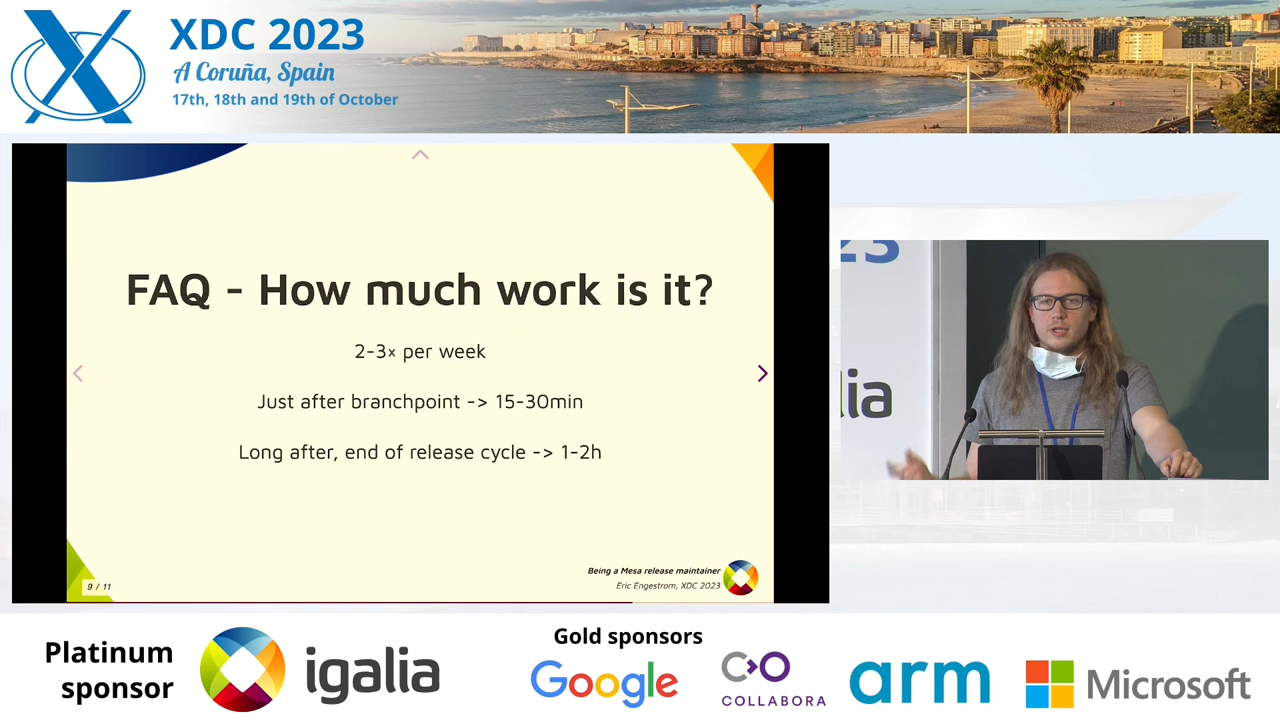 XDC 2023
A Coruña, Spain
17th, 18th and 19th of October
FAQ - How much work is it?
2-3x per week
Just after branchpoint -> 15-30min
Long after, end of release cycle -> 1-2h
Being a Mesa release maintainer
Eric Engestrom, XDC 2023
9 / 11
23
lia
Platinum
sponsor
igalia
Gold sponsors
Google
COLLABORA
arm
Microsoft